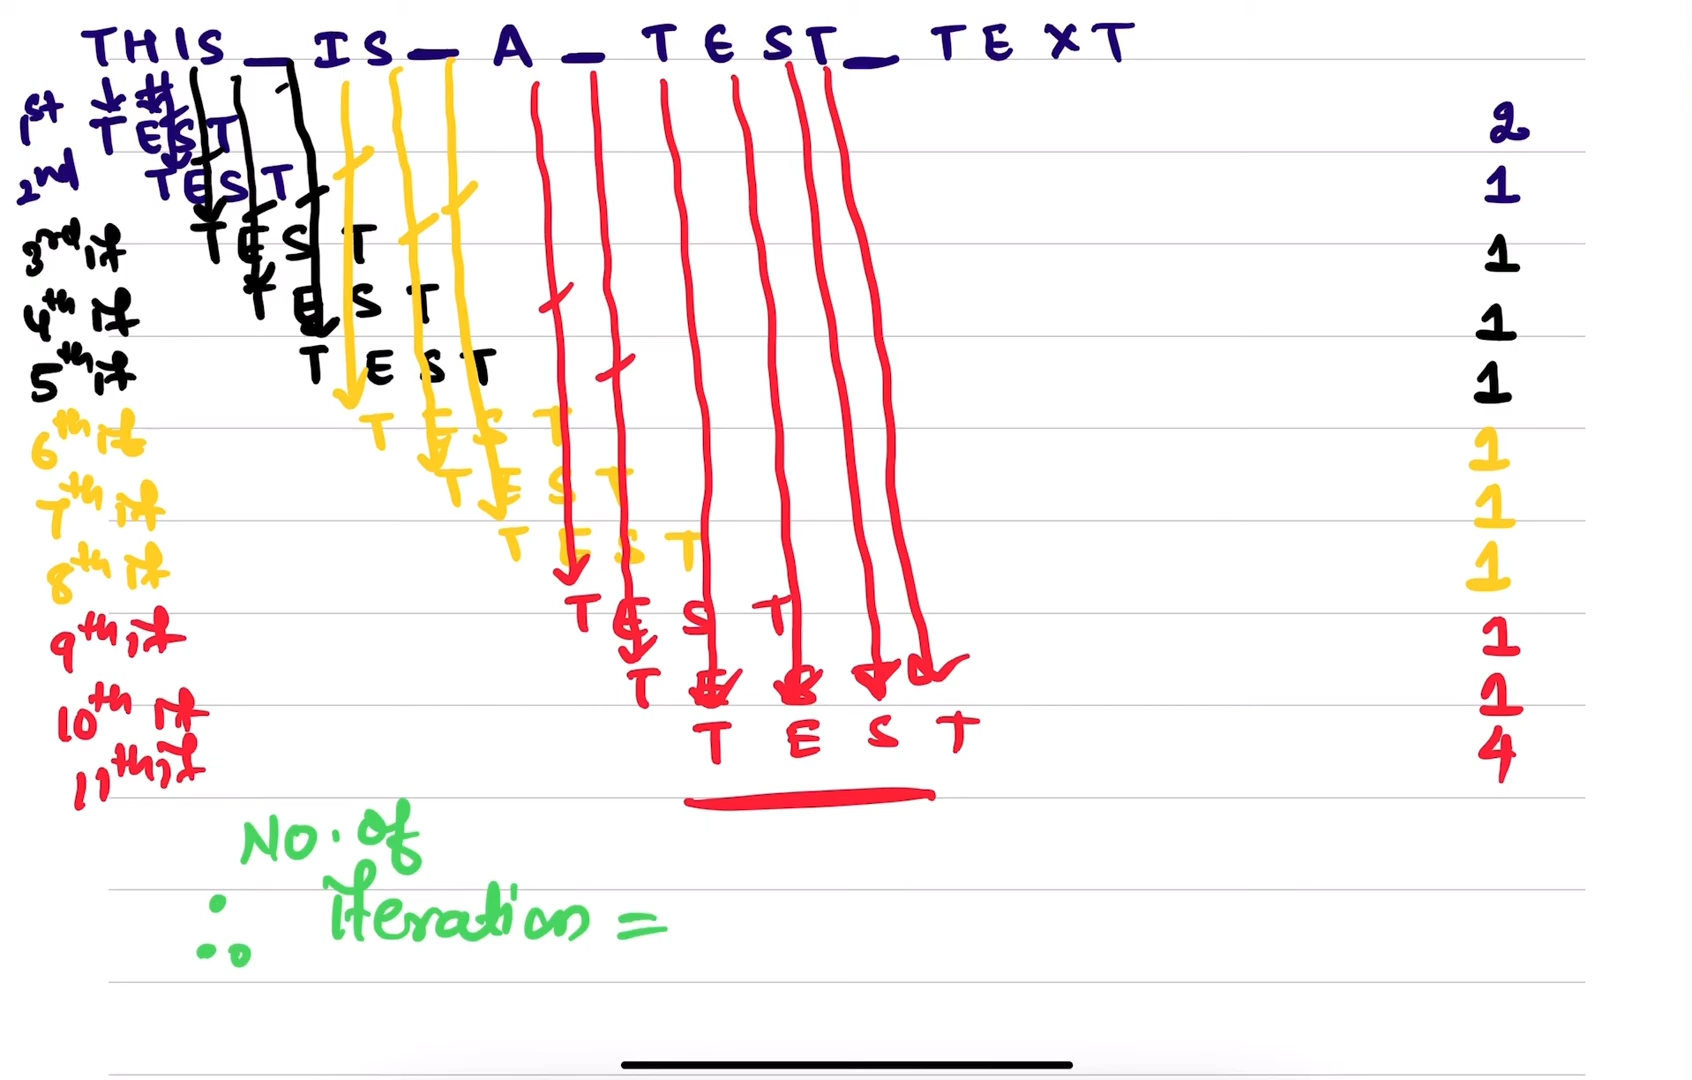 THIS_IS_A_TEST_TEXT
1st TEST 2
2nd TEST 1
3rd it TEST 1
4th it TEST 1
5th it TEST 1
6th it TEST 1
7th it TEST 1
8th it TEST 1
9th it TEST 1
10th it TEST 1
11th it TEST 4
No. of
∴ iteration =